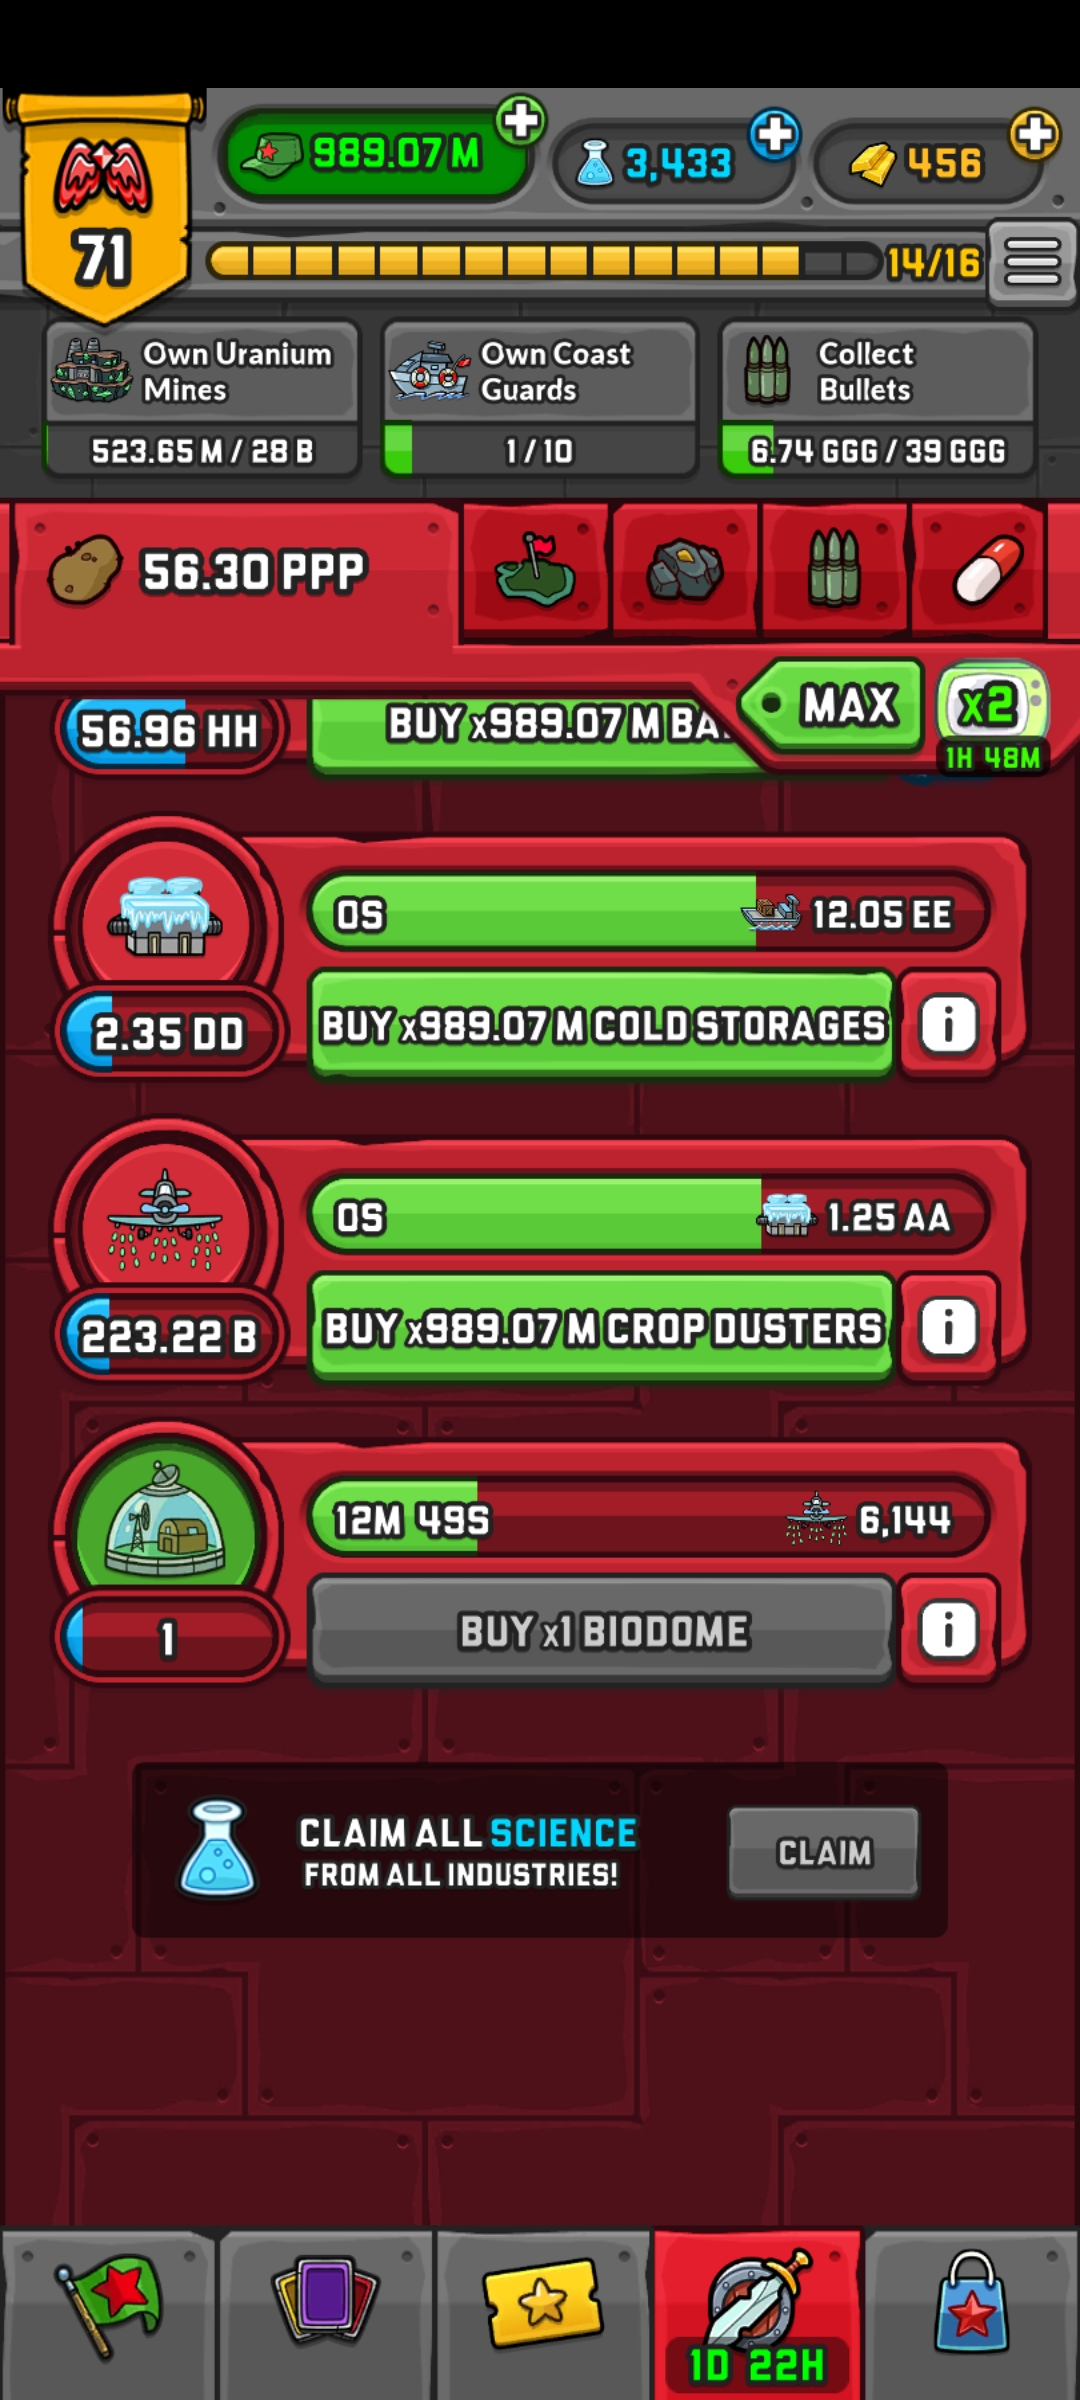 989.07 M
3,433
456
71
14/16
Own Uranium
Mines
523.65 M / 28 B
Own Coast
Guards
1 / 10
Collect
Bullets
6.74 GGG / 39 GGG
56.30 PPP
MAX
x2
1H 48M
56.96 HH
BUY x989.07 M
0S
12.05 EE
2.35 DD
BUY x989.07 M COLD STORAGES
i
0S
1.25 AA
223.22 B
BUY x989.07 M CROP DUSTERS
i
12M 49S
6,144
1
BUY x1 BIODOME
i
CLAIM ALL SCIENCE
FROM ALL INDUSTRIES!
CLAIM
1D 22H